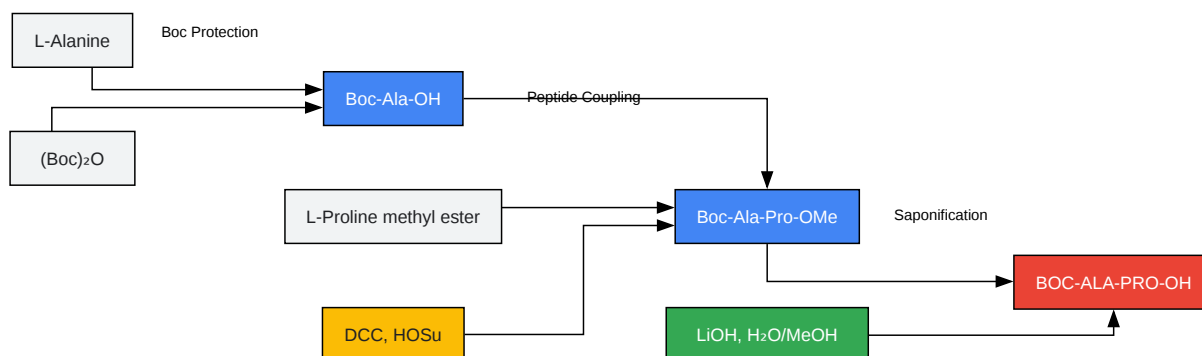 L-Alanine
Boc Protection
(Boc)₂O
Boc-Ala-OH
Peptide Coupling
L-Proline methyl ester
Boc-Ala-Pro-OMe
Saponification
DCC, HOSu
LiOH, H₂O/MeOH
BOC-ALA-PRO-OH